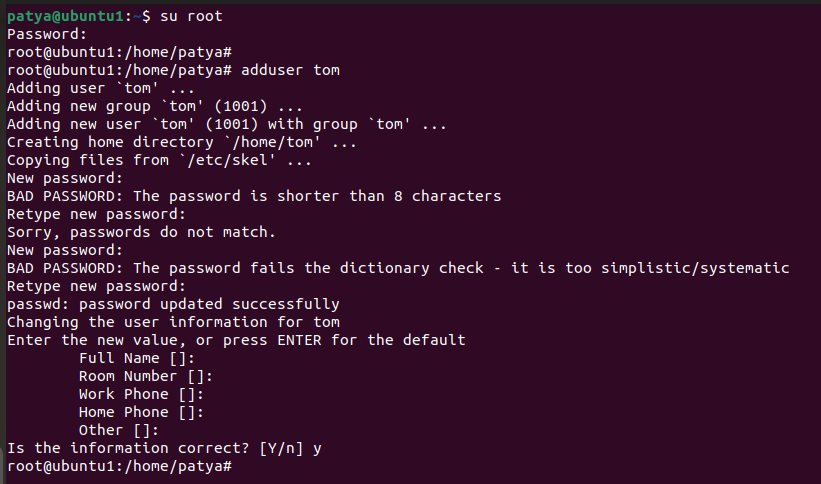 patya@ubuntu1:~$ su root
Password:
root@ubuntu1:/home/patya#
root@ubuntu1:/home/patya# adduser tom
Adding user `tom' ...
Adding new group `tom' (1001) ...
Adding new user `tom' (1001) with group `tom' ...
Creating home directory `/home/tom' ...
Copying files from `/etc/skel' ...
New password:
BAD PASSWORD: The password is shorter than 8 characters
Retype new password:
Sorry, passwords do not match.
New password:
BAD PASSWORD: The password fails the dictionary check - it is too simplistic/systematic
Retype new password:
passwd: password updated successfully
Changing the user information for tom
Enter the new value, or press ENTER for the default
        Full Name []:
        Room Number []:
        Work Phone []:
        Home Phone []:
        Other []:
Is the information correct? [Y/n] y
root@ubuntu1:/home/patya#